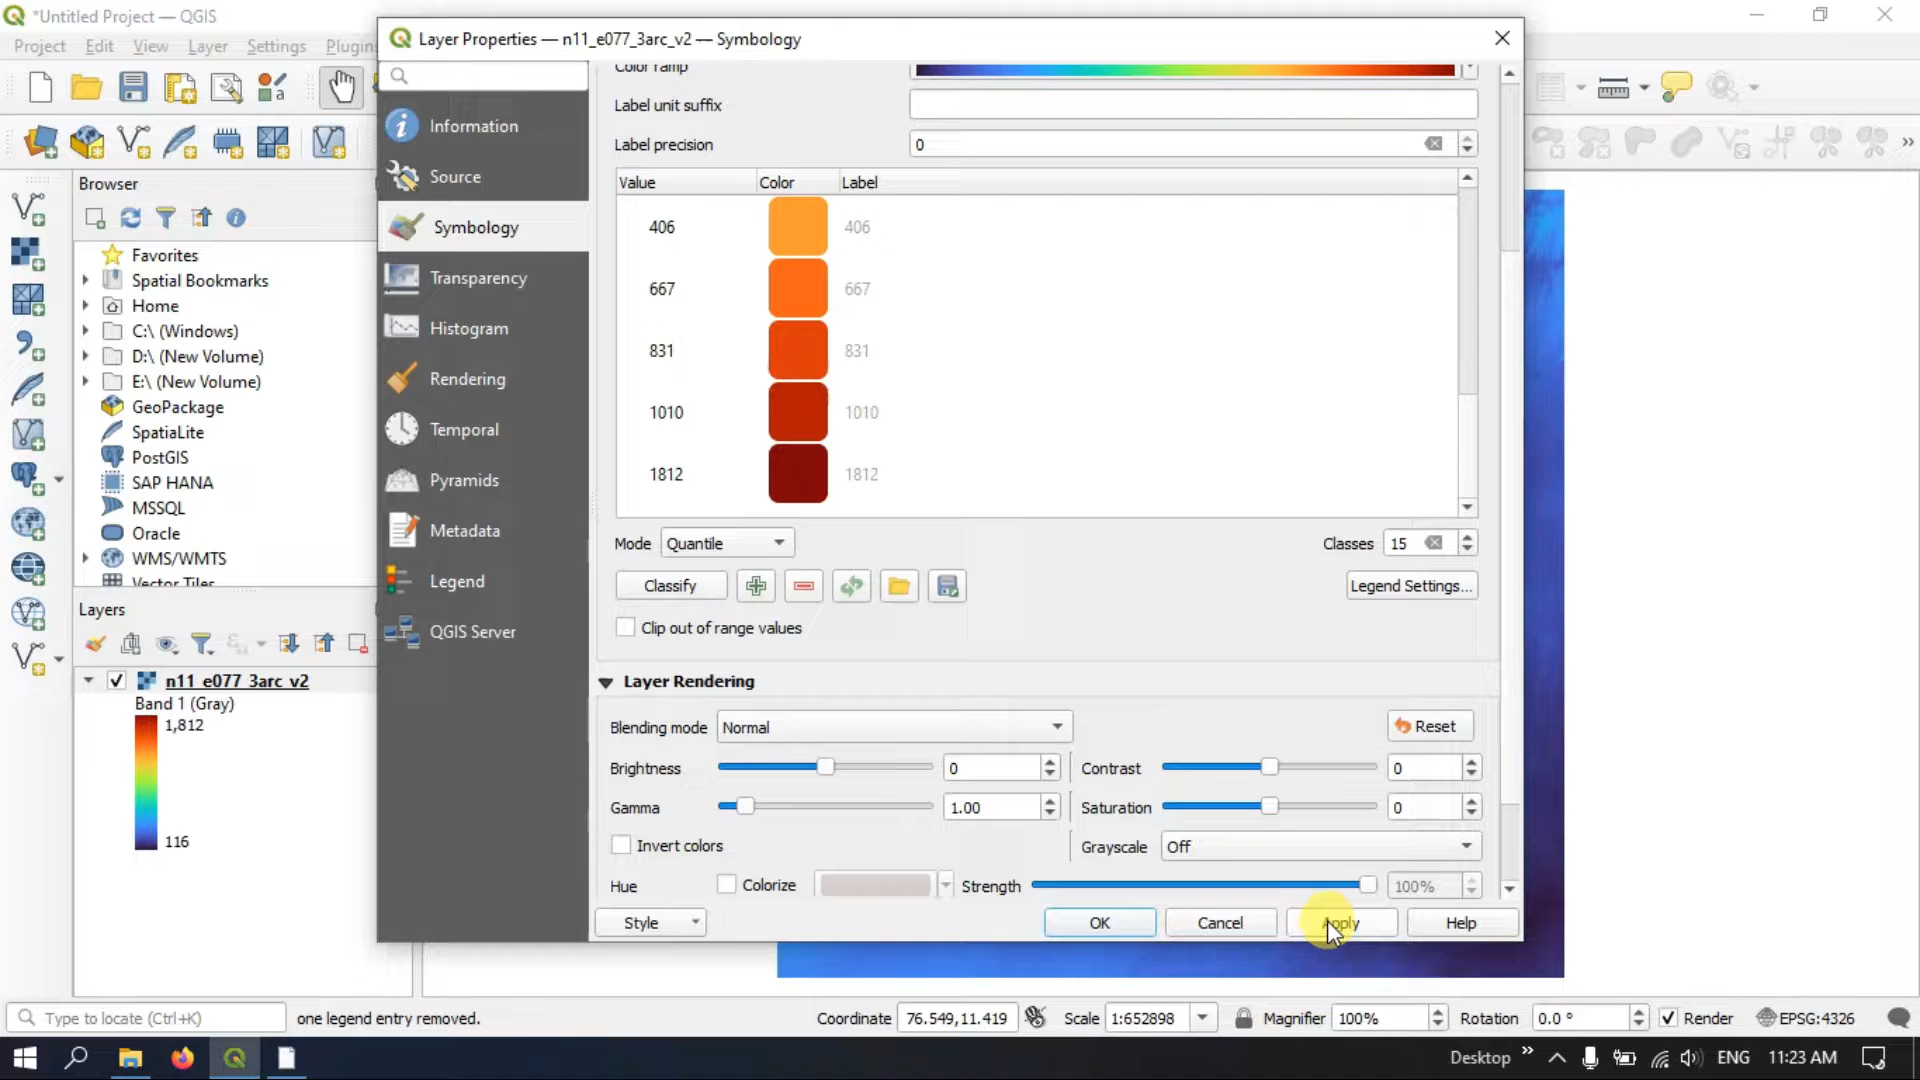 *Untitled Project — QGIS
Project Edit View Layer Settings Plugins
Layer Properties — n11_e077_3arc_v2 — Symbology
Information
Source
Symbology
Transparency
Histogram
Rendering
Temporal
Pyramids
Metadata
Legend
QGIS Server
Browser
Favorites
Spatial Bookmarks
Home
C:\ (Windows)
D:\ (New Volume)
E:\ (New Volume)
GeoPackage
SpatiaLite
PostGIS
SAP HANA
MSSQL
Oracle
WMS/WMTS
Vector Tiles
Layers
n11_e077_3arc_v2
Band 1 (Gray)
1,812
116
Color ramp
Label unit suffix
Label precision 0
Value Color Label
406 406
667 667
831 831
1010 1010
1812 1812
Mode Quantile Classes 15
Classify Legend Settings...
Clip out of range values
Layer Rendering
Blending mode Normal Reset
Brightness 0 Contrast 0
Gamma 1.00 Saturation 0
Invert colors Grayscale Off
Hue Colorize Strength 100%
Style OK Cancel Apply Help
Type to locate (Ctrl+K) one legend entry removed. Coordinate 76.549,11.419 Scale 1:652898 Magnifier 100% Rotation 0.0 ° Render EPSG:4326
Desktop » ENG 11:23 AM